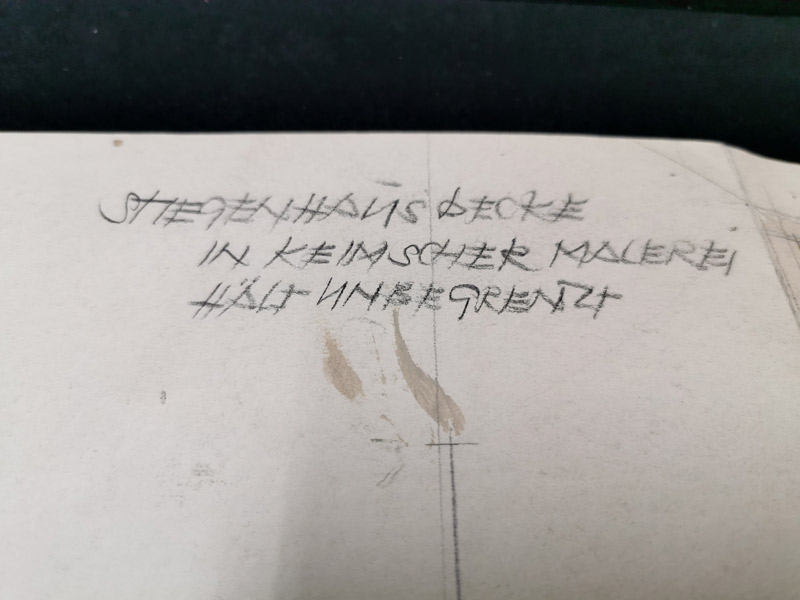 STIEGENHAUS DECKE
IN KEIMSCHER MALEREI
HÄLT UNBEGRENZT